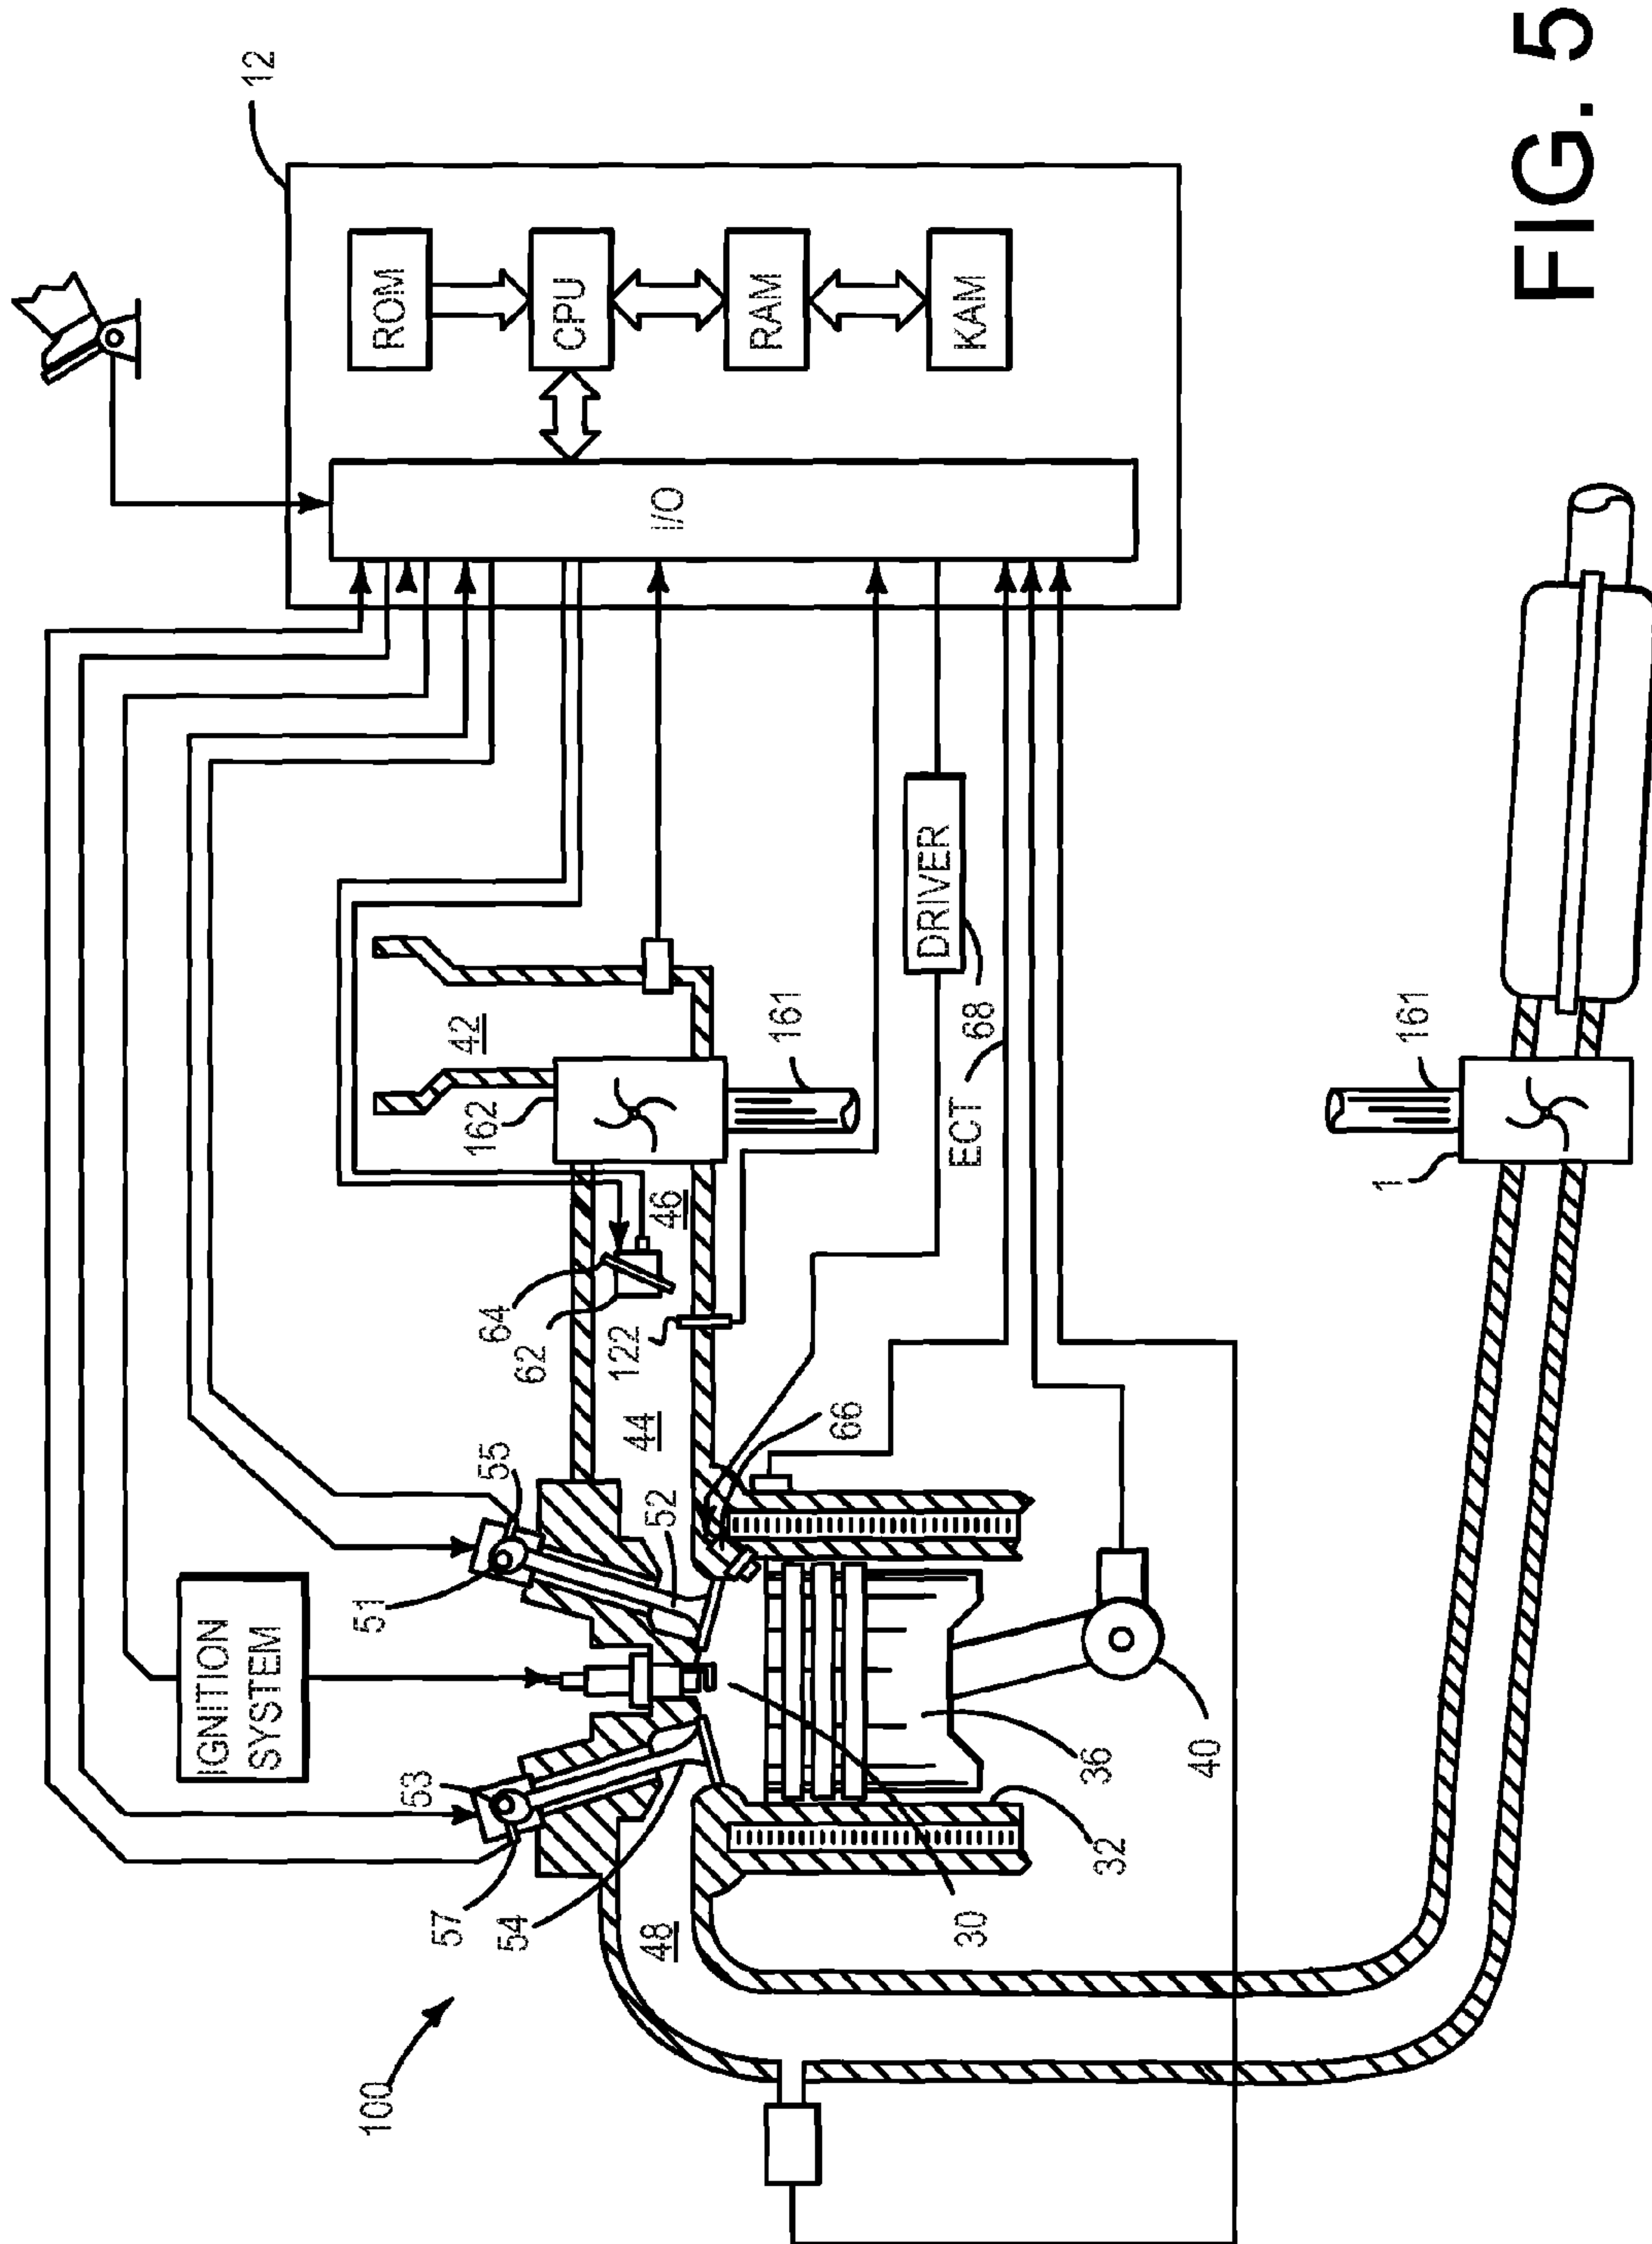 FIG. 5
12
ROM
CPU
RAM
KAM
I/O
42
162
161
DRIVER
68
ECT
46
64
62
122
44
66
55
52
51
IGNITION
SYSTEM
53
57
54
48
30
36
40
32
100
1
161